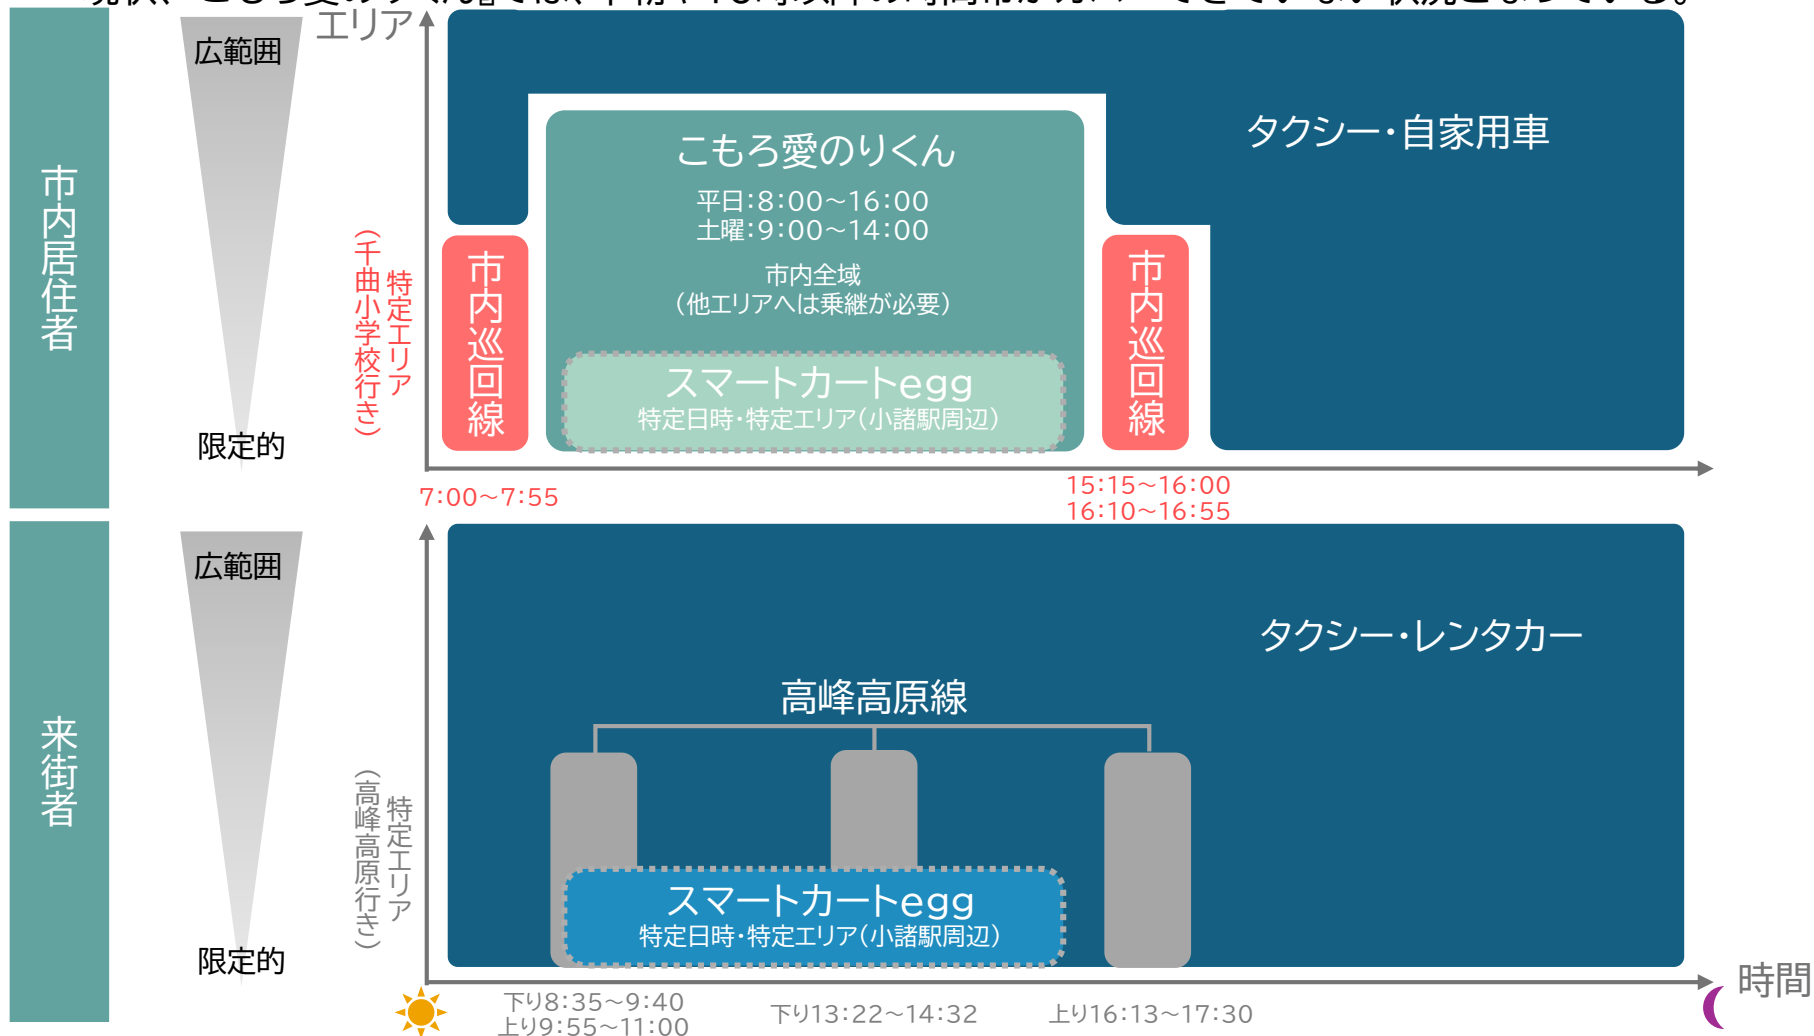 エリア
広範囲
限定的
市内居住者
特定エリア
（千曲小学校行き）
市内巡回線
こもろ愛のりくん
平日：8：00～16：00
土曜：9：00～14：00
市内全域
（他エリアへは乗継が必要）
スマートカートegg
特定日時・特定エリア（小諸駅周辺）
市内巡回線
タクシー・自家用車
7：00～7：55
15：15～16：00
16：10～16：55
来街者
広範囲
限定的
特定エリア
（高峰高原行き）
タクシー・レンタカー
高峰高原線
スマートカートegg
特定日時・特定エリア（小諸駅周辺）
時間
下り8：35～9：40
上り9：55～11：00
下り13：22～14：32
上り16：13～17：30